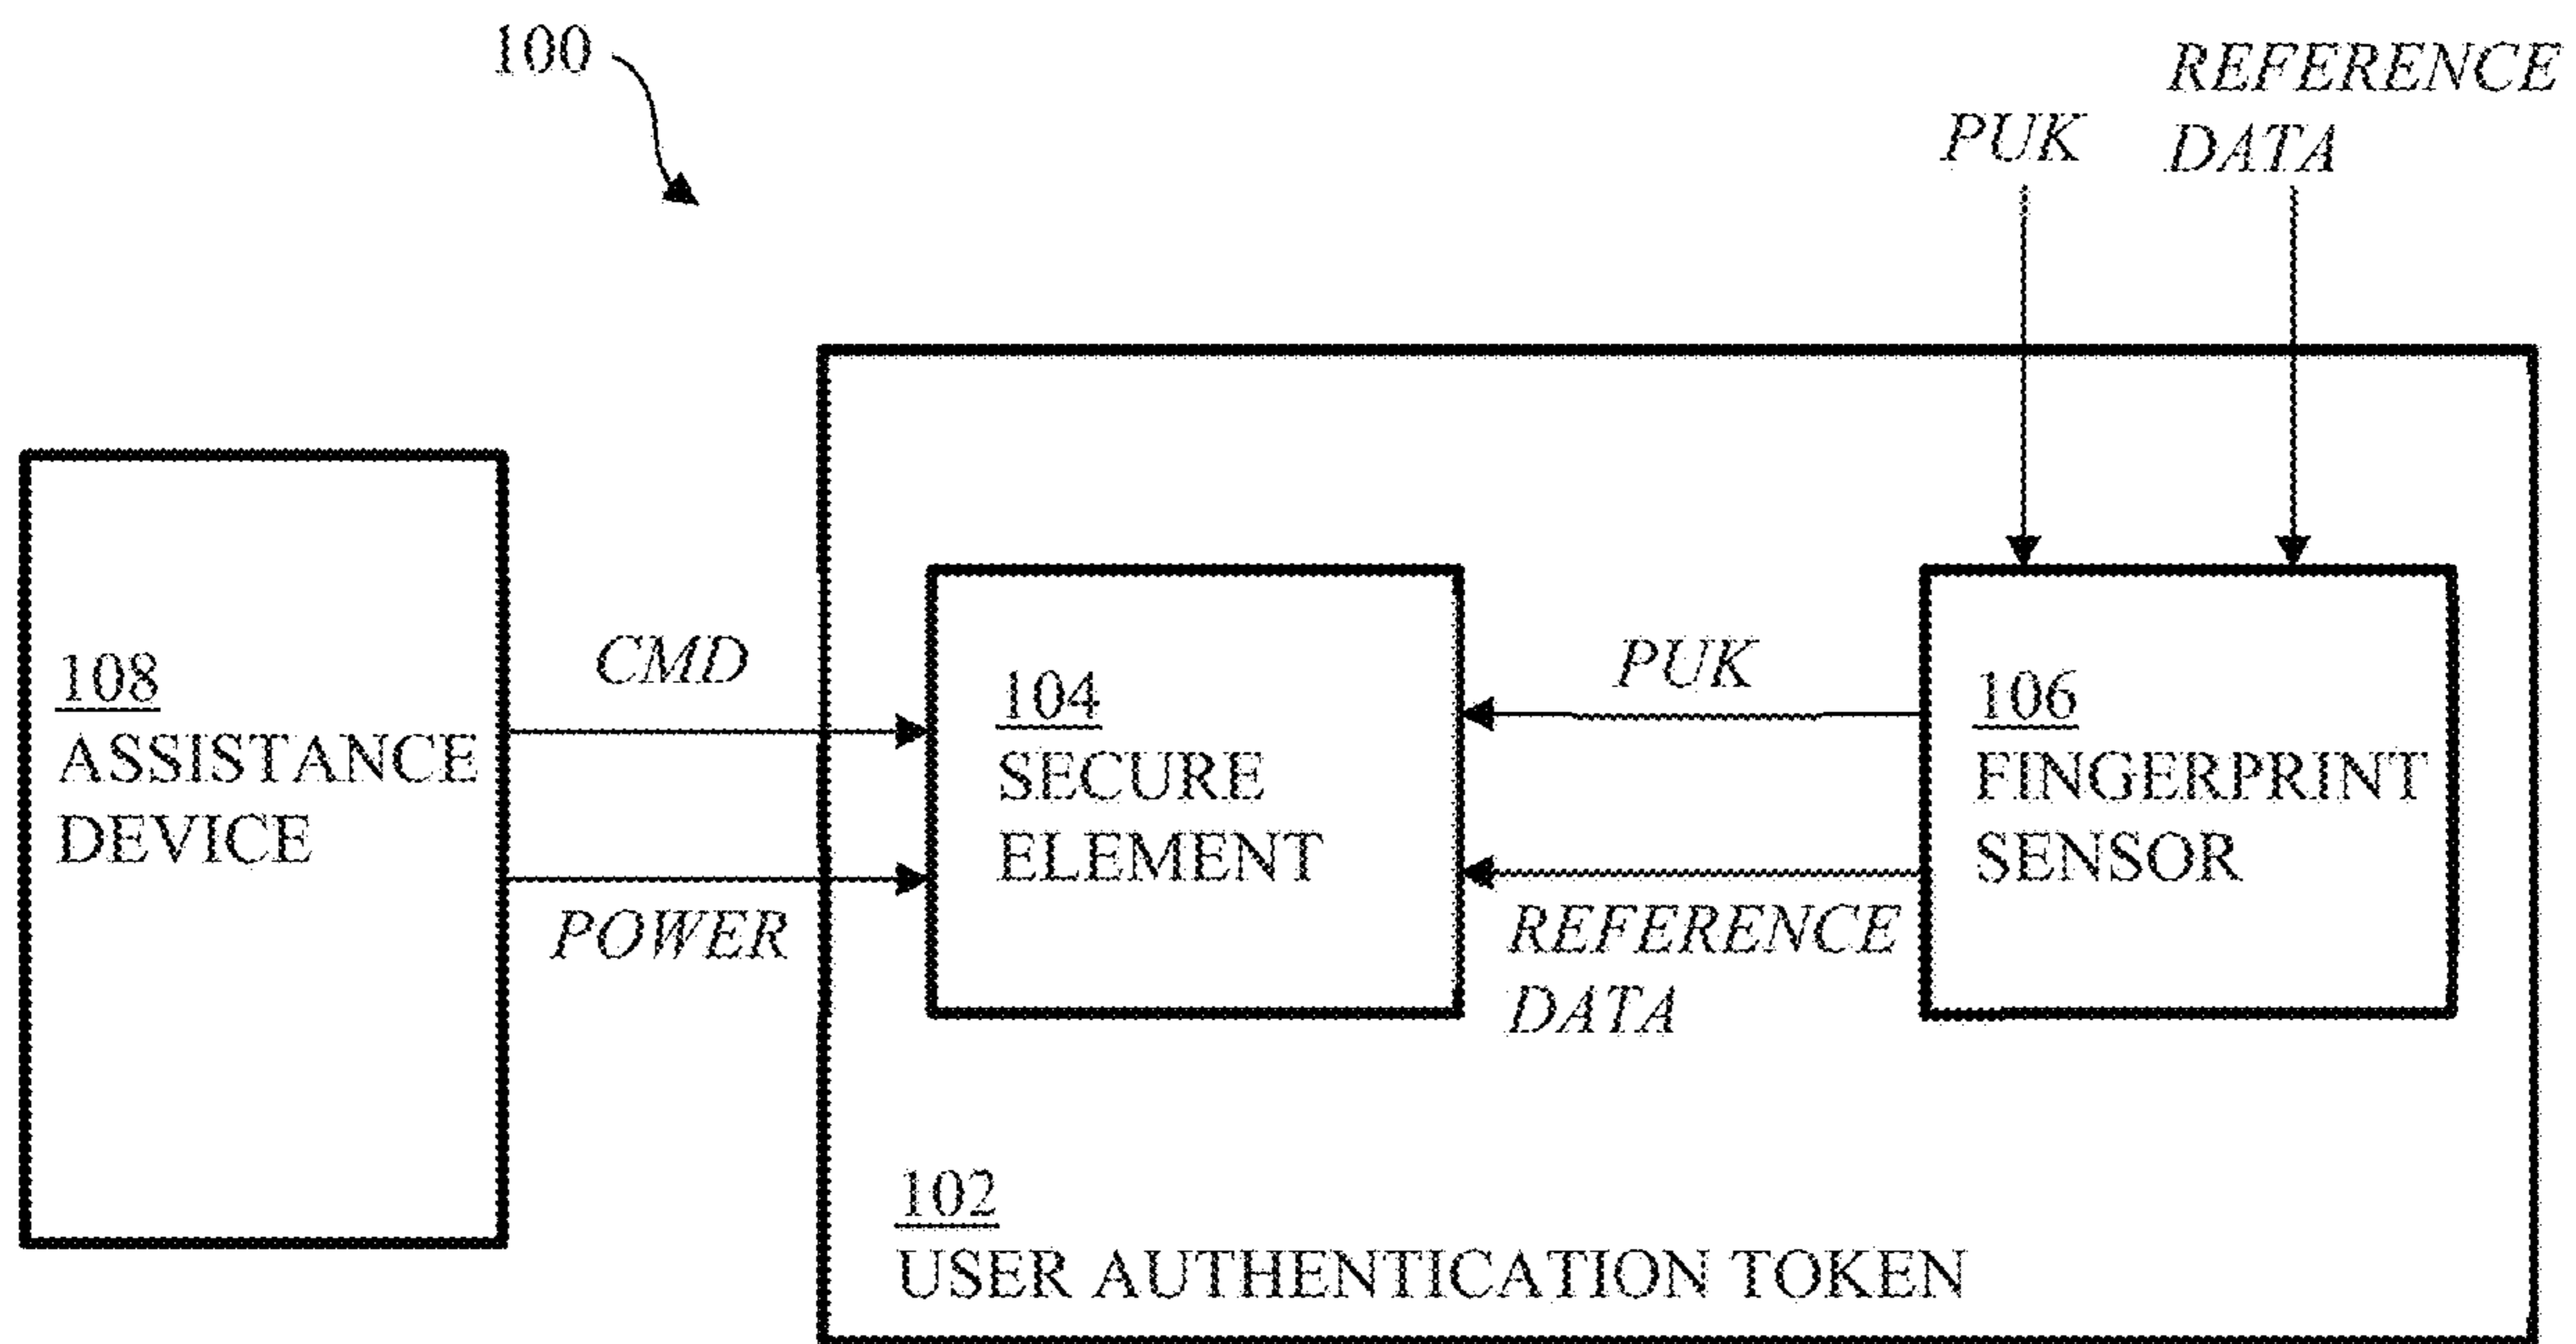 100
REFERENCE
PUK DATA
108
ASSISTANCE
DEVICE
CMD
POWER
104
SECURE
ELEMENT
PUK
REFERENCE
DATA
106
FINGERPRINT
SENSOR
102
USER AUTHENTICATION TOKEN